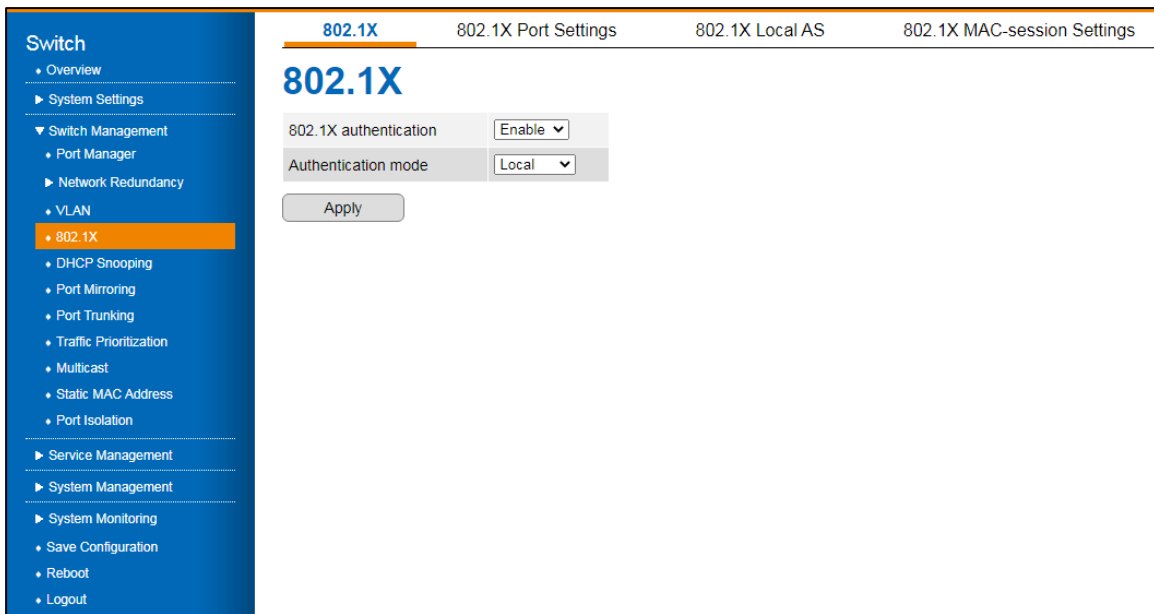 Switch
Overview
System Settings
Switch Management
Port Manager
Network Redundancy
VLAN
802.1X
DHCP Snooping
Port Mirroring
Port Trunking
Traffic Prioritization
Multicast
Static MAC Address
Port Isolation
Service Management
System Management
System Monitoring
Save Configuration
Reboot
Logout
802.1X 802.1X Port Settings 802.1X Local AS 802.1X MAC-session Settings
802.1X
802.1X authentication Enable
Authentication mode Local
Apply